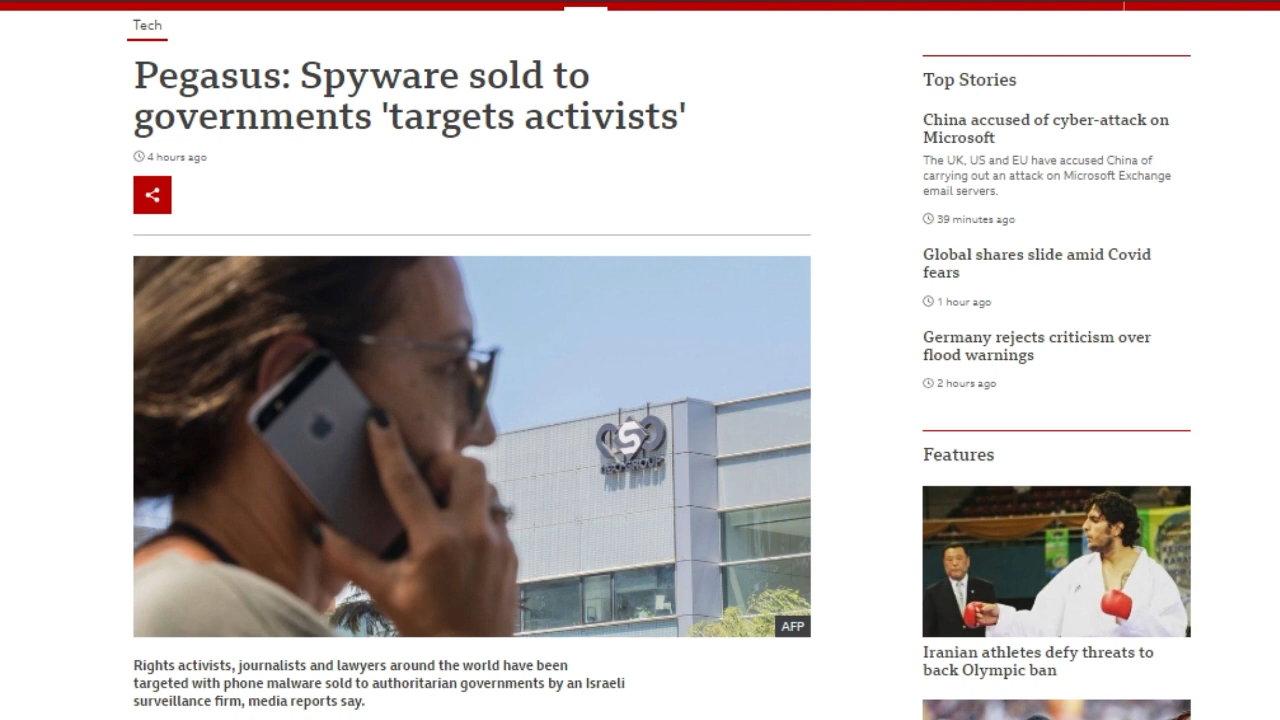 Tech
Pegasus: Spyware sold to
governments 'targets activists'
4 hours ago
NSO GROUP
AFP
Rights activists, journalists and lawyers around the world have been
targeted with phone malware sold to authoritarian governments by an Israeli
surveillance firm, media reports say.
Top Stories
China accused of cyber-attack on
Microsoft
The UK, US and EU have accused China of
carrying out an attack on Microsoft Exchange
email servers.
39 minutes ago
Global shares slide amid Covid
fears
1 hour ago
Germany rejects criticism over
flood warnings
2 hours ago
Features
Iranian athletes defy threats to
back Olympic ban